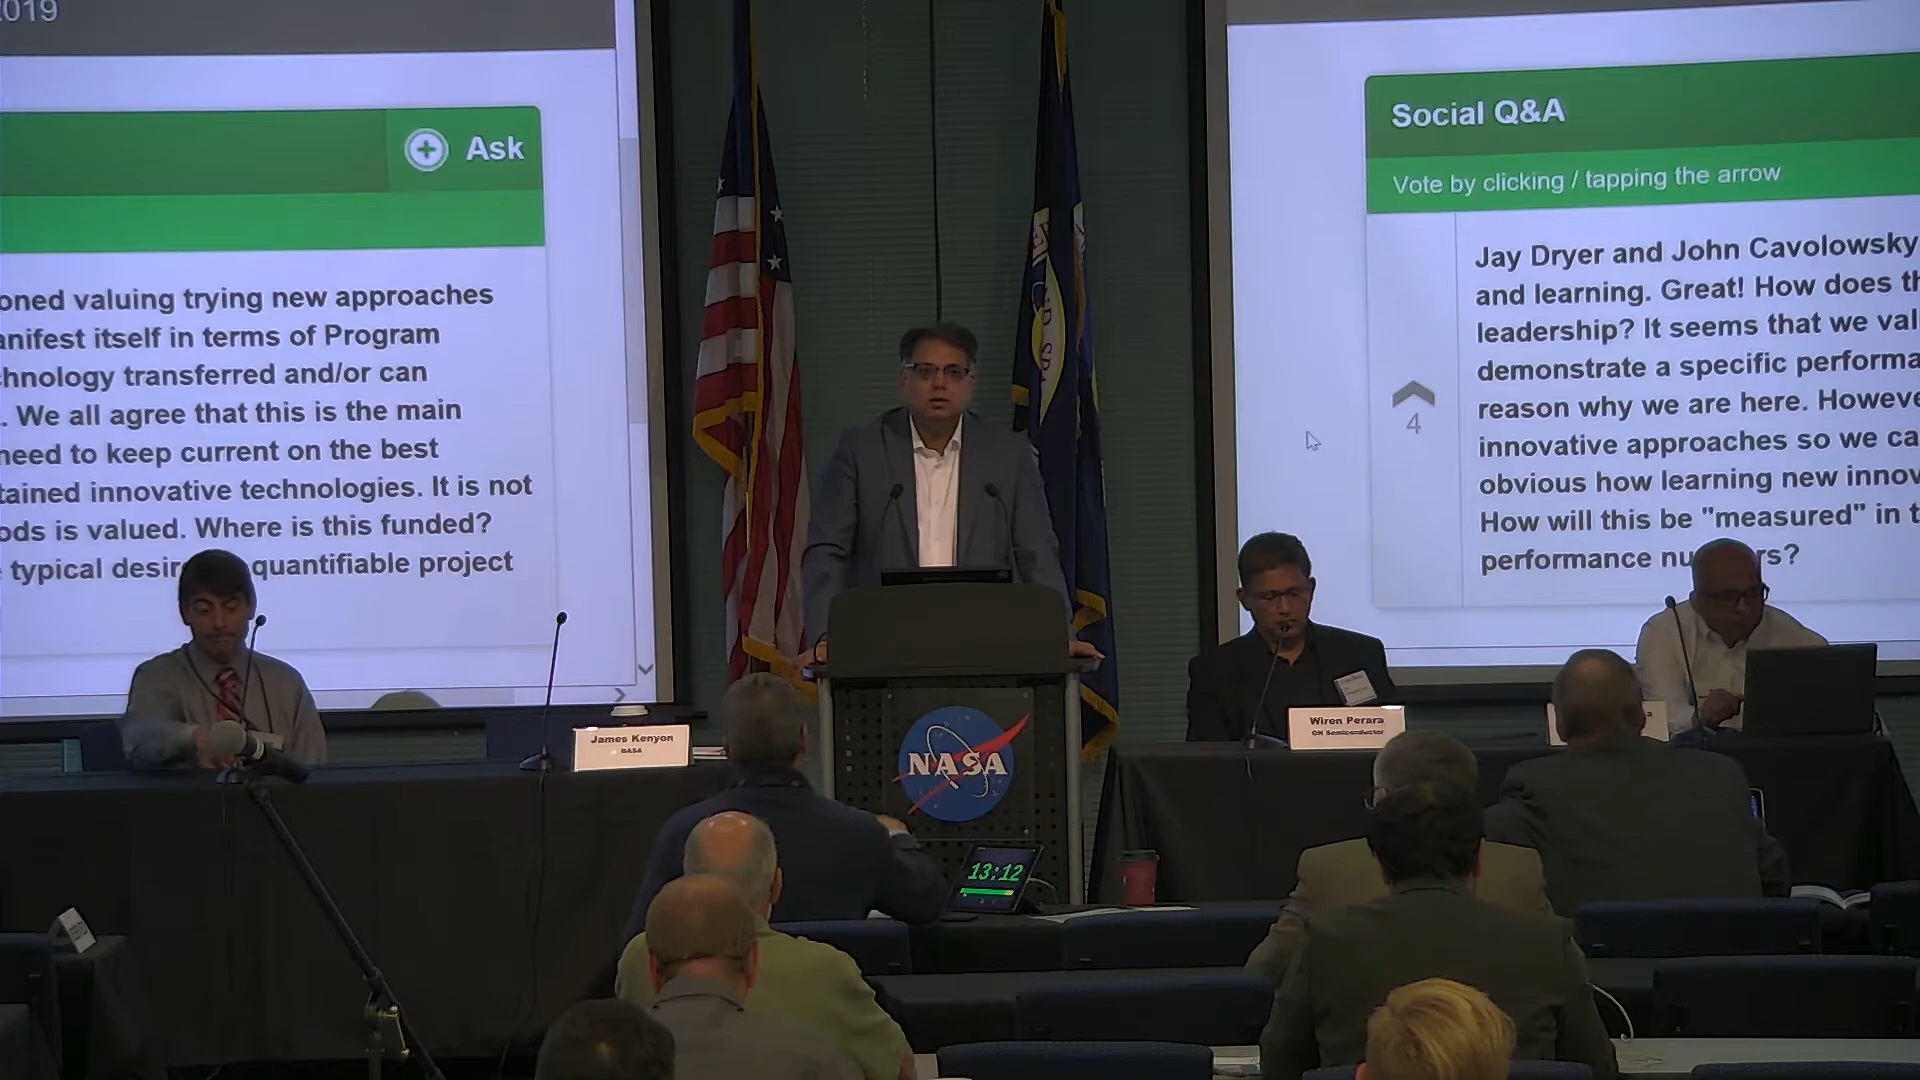 2019
Ask
oned valuing trying new approaches
anifest itself in terms of Program
chnology transferred and/or can
. We all agree that this is the main
need to keep current on the best
tained innovative technologies. It is not
ods is valued. Where is this funded?
typical desire quantifiable project
Social Q&A
Vote by clicking / tapping the arrow
4
Jay Dryer and John Cavolowsky
and learning. Great! How does th
leadership? It seems that we val
demonstrate a specific performa
reason why we are here. Howeve
innovative approaches so we ca
obvious how learning new innov
How will this be "measured" in t
performance nu rs?
James Kenyon
NASA
NASA
Wiren Perara
ON Semiconductor
13:12